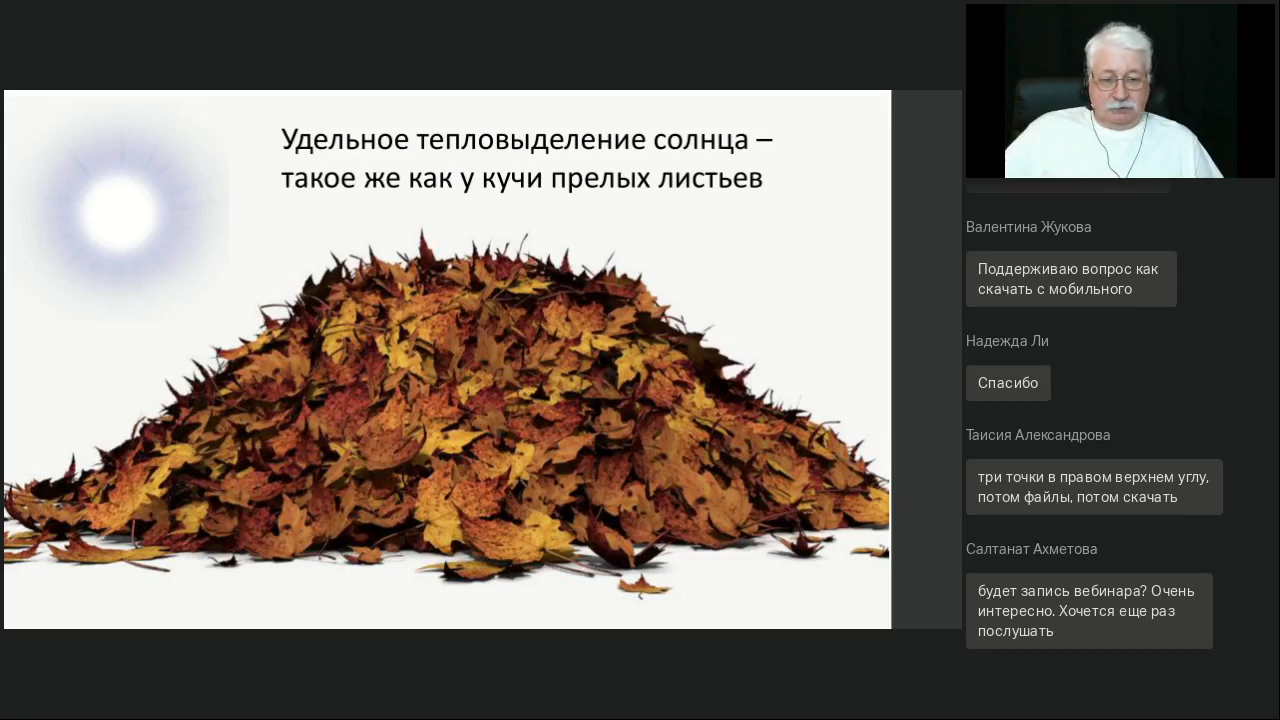 Удельное тепловыделение солнца –
такое же как у кучи прелых листьев
Валентина Жукова
Поддерживаю вопрос как
скачать с мобильного
Надежда Ли
Спасибо
Таисия Александрова
три точки в правом верхнем углу,
потом файлы, потом скачать
Салтанат Ахметова
будет запись вебинара? Очень
интересно. Хочется еще раз
послушать